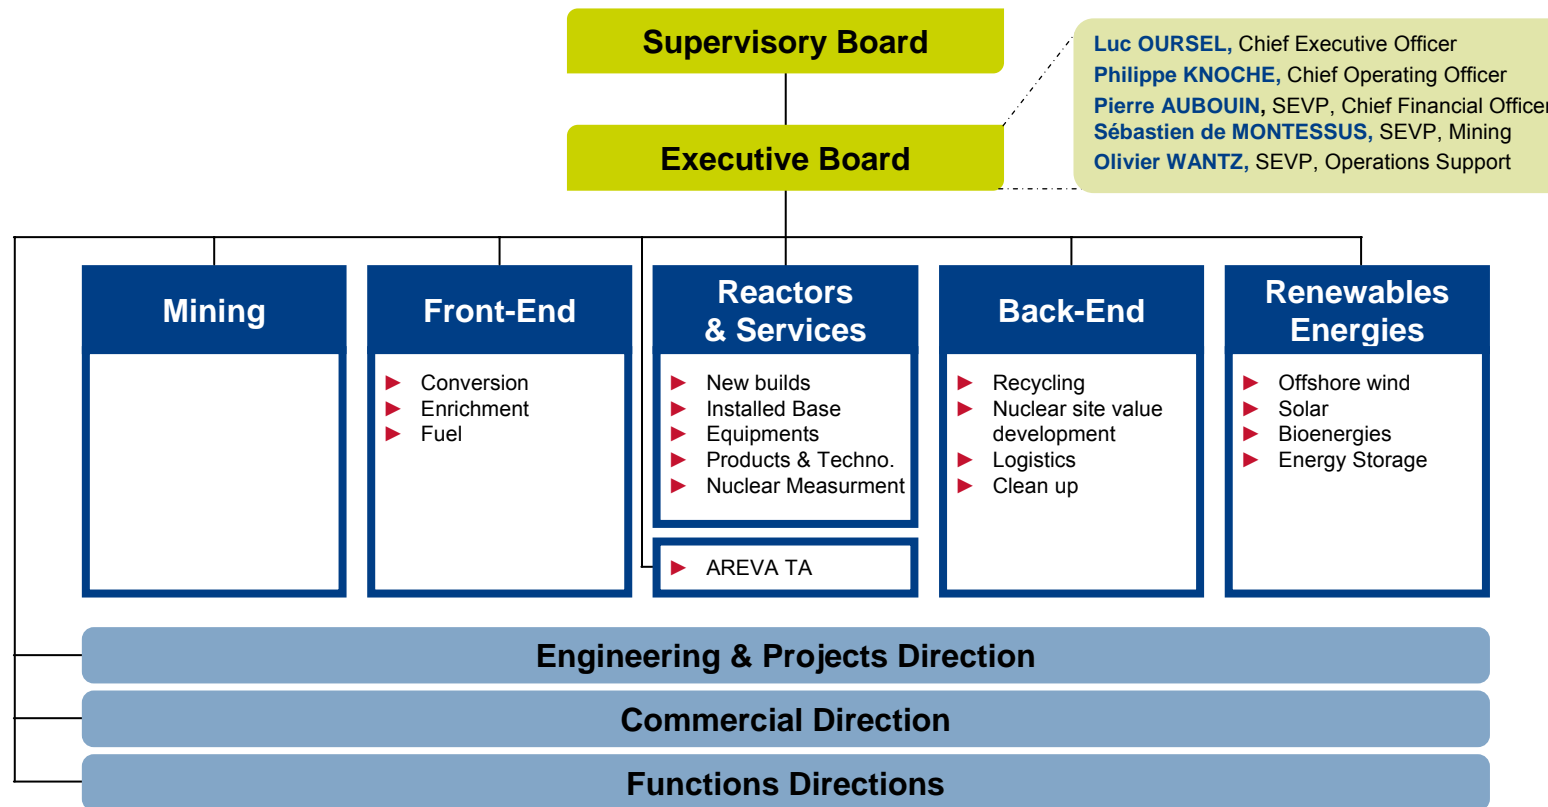 Supervisory Board
Executive Board
Luc OURSEL, Chief Executive Officer
Philippe KNOCHE, Chief Operating Officer
Pierre AUBOUIN, SEVP, Chief Financial Officer
Sébastien de MONTESSUS, SEVP, Mining
Olivier WANTZ, SEVP, Operations Support
Mining
Front-End
► Conversion
► Enrichment
► Fuel
Reactors
& Services
► New builds
► Installed Base
► Equipments
► Products & Techno.
► Nuclear Measurment
► AREVA TA
Back-End
► Recycling
► Nuclear site value
development
► Logistics
► Clean up
Renewables
Energies
► Offshore wind
► Solar
► Bioenergies
► Energy Storage
Engineering & Projects Direction
Commercial Direction
Functions Directions